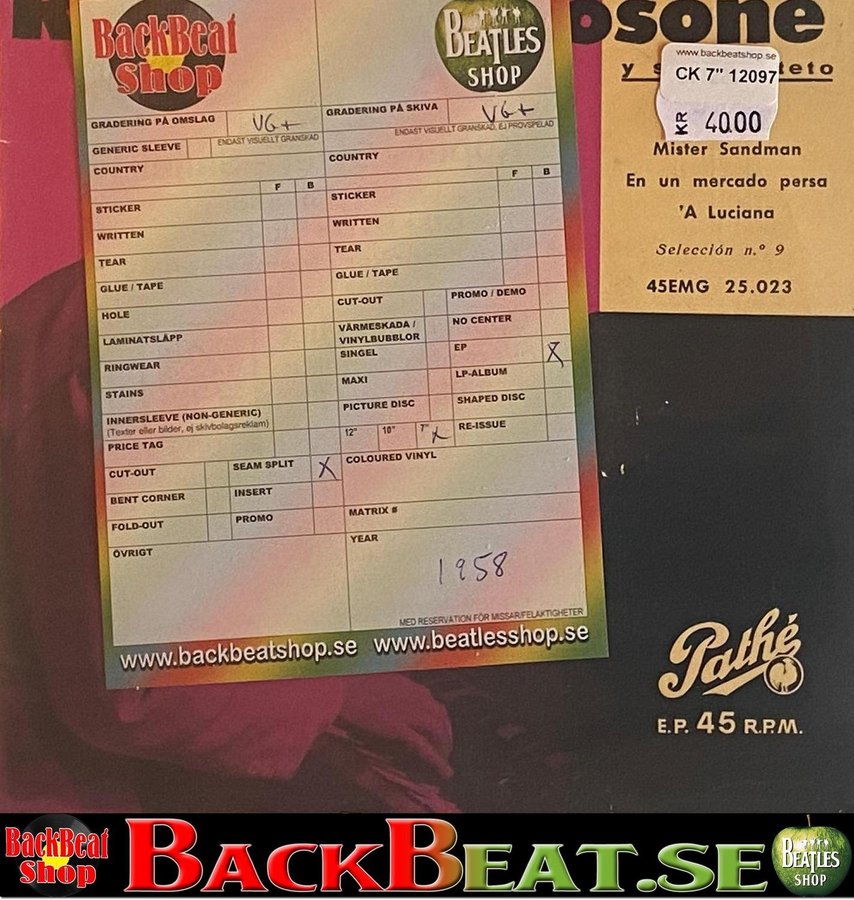 osone
y s teto
www.backbeatshop.se
CK 7" 12097
KR 4000
Mister Sandman
En un mercado persa
'A Luciana
Selección n.º 9
45EMG 25.023
BackBeat
Shop
BEATLES
SHOP
GRADERING PÅ OMSLAG VG+
ENDAST VISUELLT GRANSKAD
GENERIC SLEEVE
COUNTRY
F B
STICKER
WRITTEN
TEAR
GLUE / TAPE
HOLE
LAMINATSLÄPP
RINGWEAR
STAINS
INNERSLEEVE (NON-GENERIC)
(Texter eller bilder, ej skivbolagsreklam)
PRICE TAG
CUT-OUT SEAM SPLIT X
BENT CORNER INSERT
FOLD-OUT PROMO
ÖVRIGT
GRADERING PÅ SKIVA VG+
ENDAST VISUELLT GRANSKAD, EJ PROVSPELAD
COUNTRY
F B
STICKER
WRITTEN
TEAR
GLUE / TAPE
CUT-OUT PROMO / DEMO
VÄRMESKADA / NO CENTER
VINYLBUBBLOR
SINGEL EP X
MAXI LP-ALBUM
PICTURE DISC SHAPED DISC
12" 10" 7" X RE-ISSUE
COLOURED VINYL
MATRIX #
YEAR
1958
MED RESERVATION FÖR MISSAR/FELAKTIGHETER
www.backbeatshop.se www.beatlesshop.se
Pathé
E.P. 45 R.P.M.
BackBeat
Shop
BACKBEAT.SE
BEATLES
SHOP